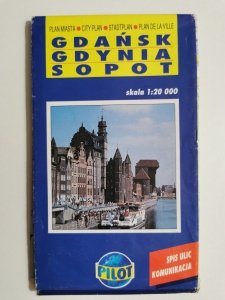 PLAN MIASTA • CITY PLAN • STADTPLAN • PLAN DE LA VILLE
GDAŃSK
GDYNIA
SOPOT
skala 1:20 000
SPIS ULIC
KOMUNIKACJA
PILOT